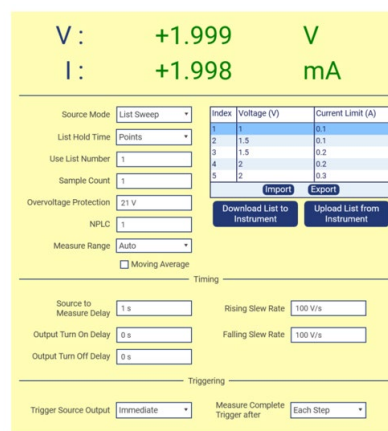 V : +1.999 V
I : +1.998 mA
Source Mode List Sweep
List Hold Time Points
Use List Number 1
Sample Count 1
Overvoltage Protection 21 V
NPLC 1
Measure Range Auto
Moving Average
Index Voltage (V) Current Limit (A)
1 1 0.1
2 1.5 0.1
3 1.5 0.2
4 2 0.2
5 2 0.3
Import Export
Download List to
Instrument
Upload List from
Instrument
Timing
Source to
Measure Delay 1 s
Rising Slew Rate 100 V/s
Output Turn On Delay 0 s
Falling Slew Rate 100 V/s
Output Turn Off Delay 0 s
Triggering
Trigger Source Output Immediate
Measure Complete
Trigger after Each Step